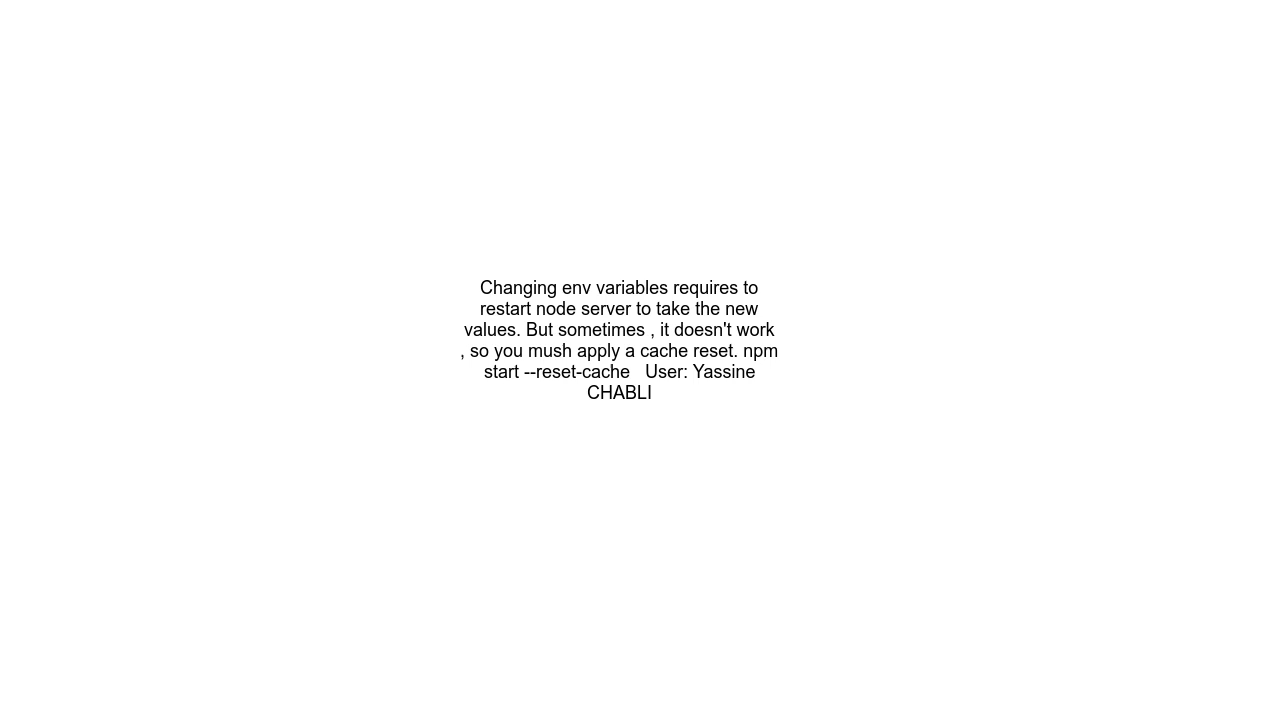 Changing env variables requires to
restart node server to take the new
values. But sometimes , it doesn't work
, so you mush apply a cache reset. npm
start --reset-cache   User: Yassine
CHABLI